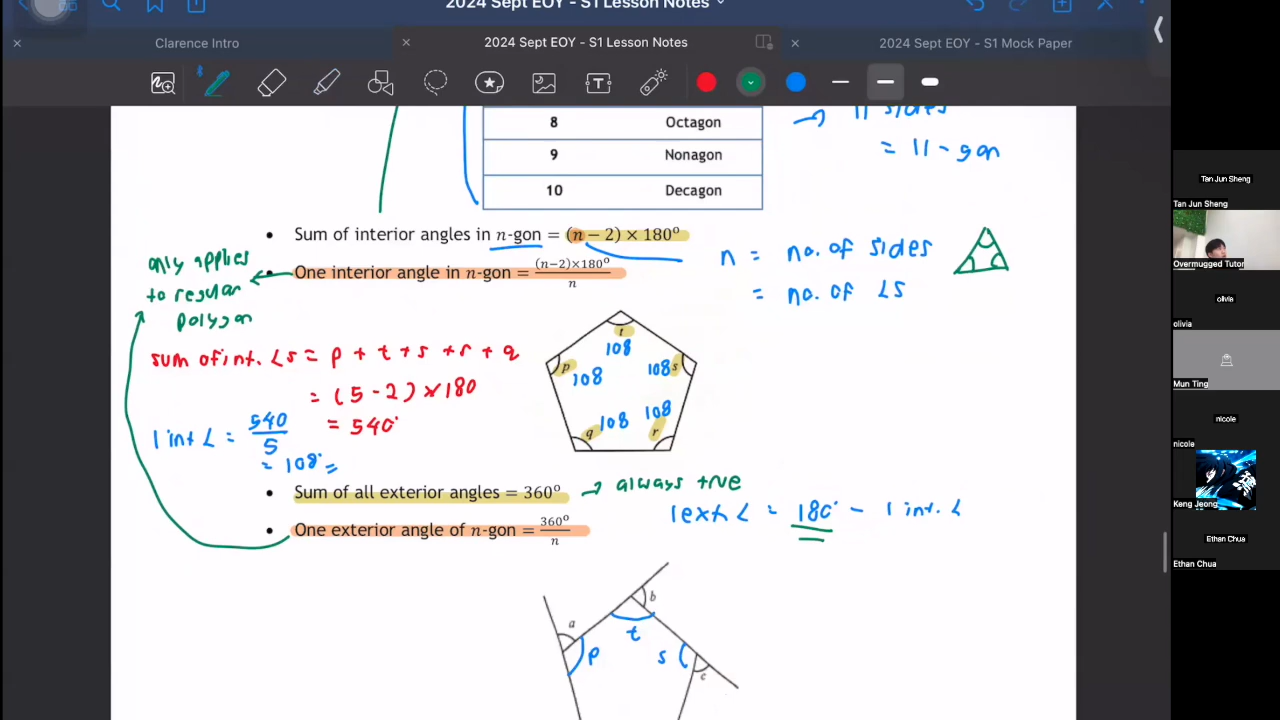 2024 Sept EOY - S1 Lesson Notes
Clarence Intro
2024 Sept EOY - S1 Lesson Notes
2024 Sept EOY - S1 Mock Paper
8 Octagon
9 Nonagon
10 Decagon
→ 11 sides
= 11-gon
• Sum of interior angles in n-gon = (n − 2) × 180°
• One interior angle in n-gon = (n−2)×180° / n
only applies
to regular
polygon
n = no. of sides
= no. of ∠s
sum of int. ∠s = p + t + s + r + q
= (5 - 2) × 180
= 540°
1 int ∠ = 540/5
= 108°
t
108
p
108
108
s
q
108
108
r
• Sum of all exterior angles = 360°
→ always true
• One exterior angle of n-gon = 360° / n
1 ext ∠ = 180° - 1 int. ∠
a
b
t
p
s
c
Tan Jun Sheng
Tan Jun Sheng
Overmugged Tutor
olivia
olivia
Mun Ting
nicole
nicole
Keng Jeong
Ethan Chua
Ethan Chua